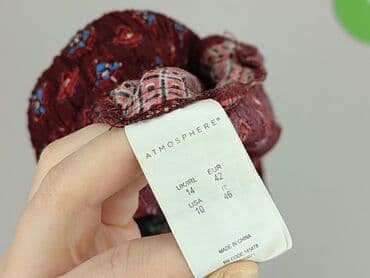 ATMOSPHERE®
UK/IRL EUR
14 42
USA IT
10 46
MADE IN CHINA